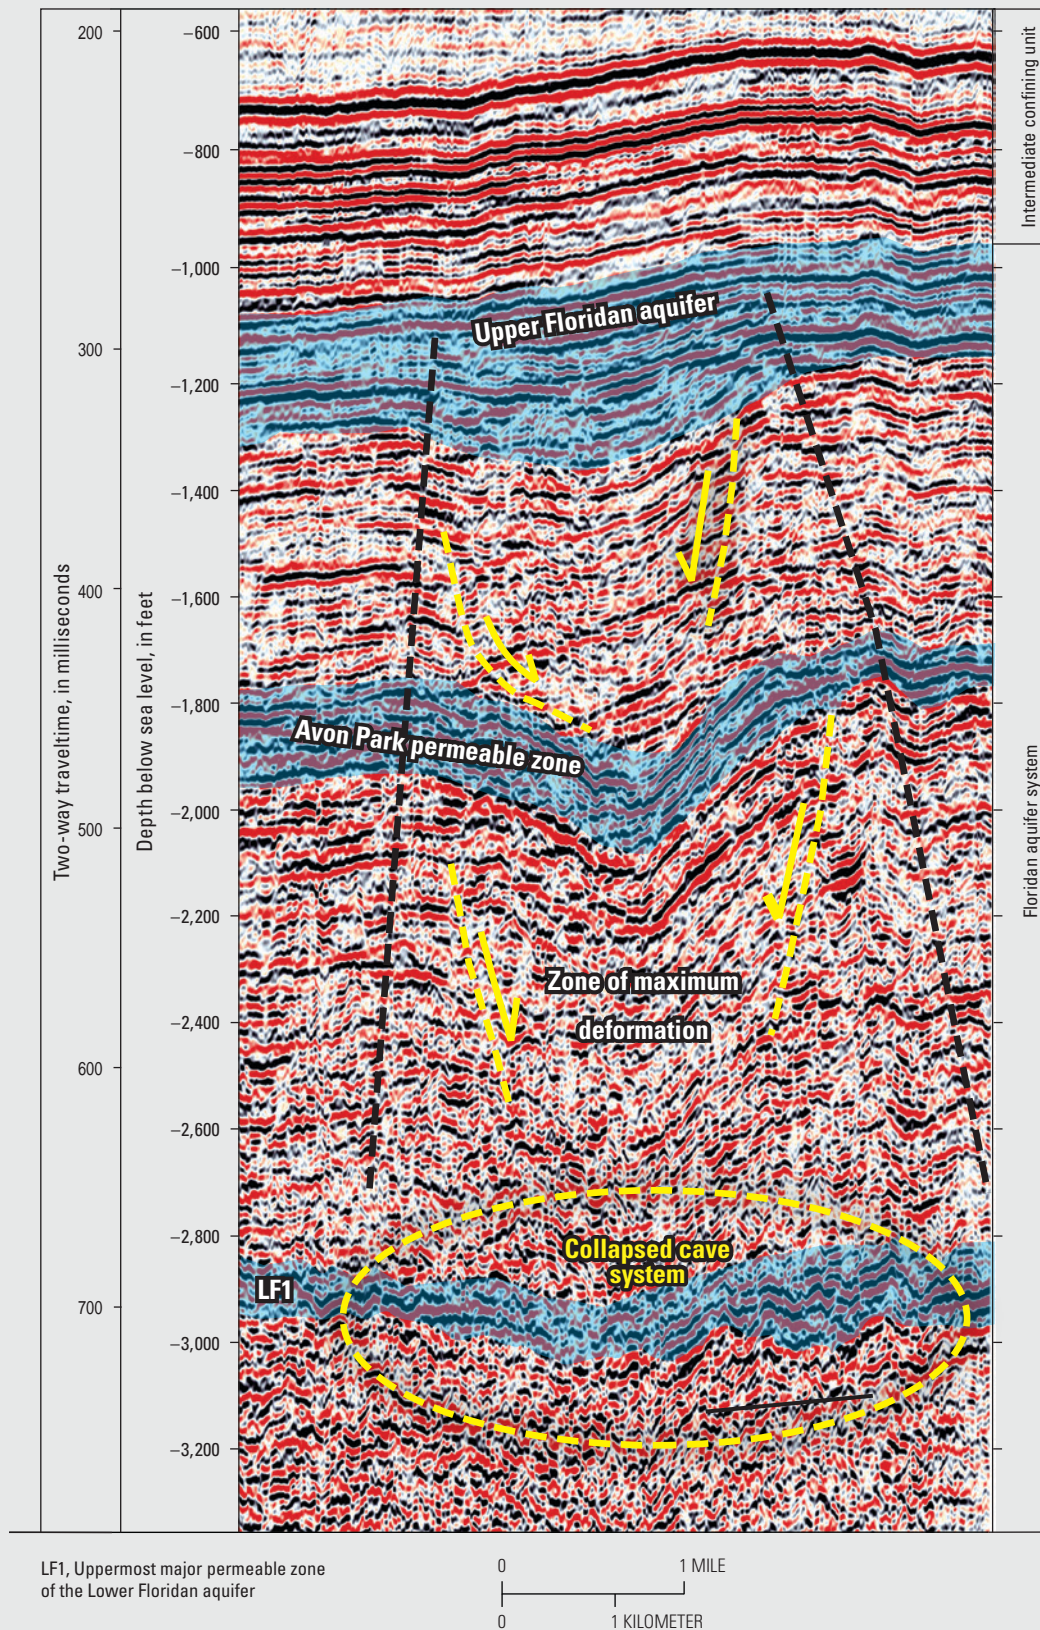 200
300
400
500
600
700
Two-way traveltime, in milliseconds
–600
–800
–1,000
–1,200
–1,400
–1,600
–1,800
–2,000
–2,200
–2,400
–2,600
–2,800
–3,000
–3,200
Depth below sea level, in feet
Upper Floridan aquifer
Avon Park permeable zone
Zone of maximum
deformation
Collapsed cave
system
LF1
Intermediate confining unit
Floridan aquifer system
LF1, Uppermost major permeable zone
of the Lower Floridan aquifer
0 1 MILE
0 1 KILOMETER